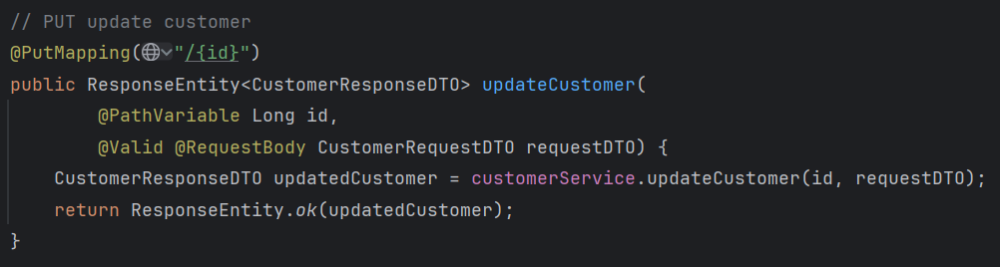 // PUT update customer
@PutMapping("/{id}")
public ResponseEntity<CustomerResponseDTO> updateCustomer(
        @PathVariable Long id,
        @Valid @RequestBody CustomerRequestDTO requestDTO) {
    CustomerResponseDTO updatedCustomer = customerService.updateCustomer(id, requestDTO);
    return ResponseEntity.ok(updatedCustomer);
}